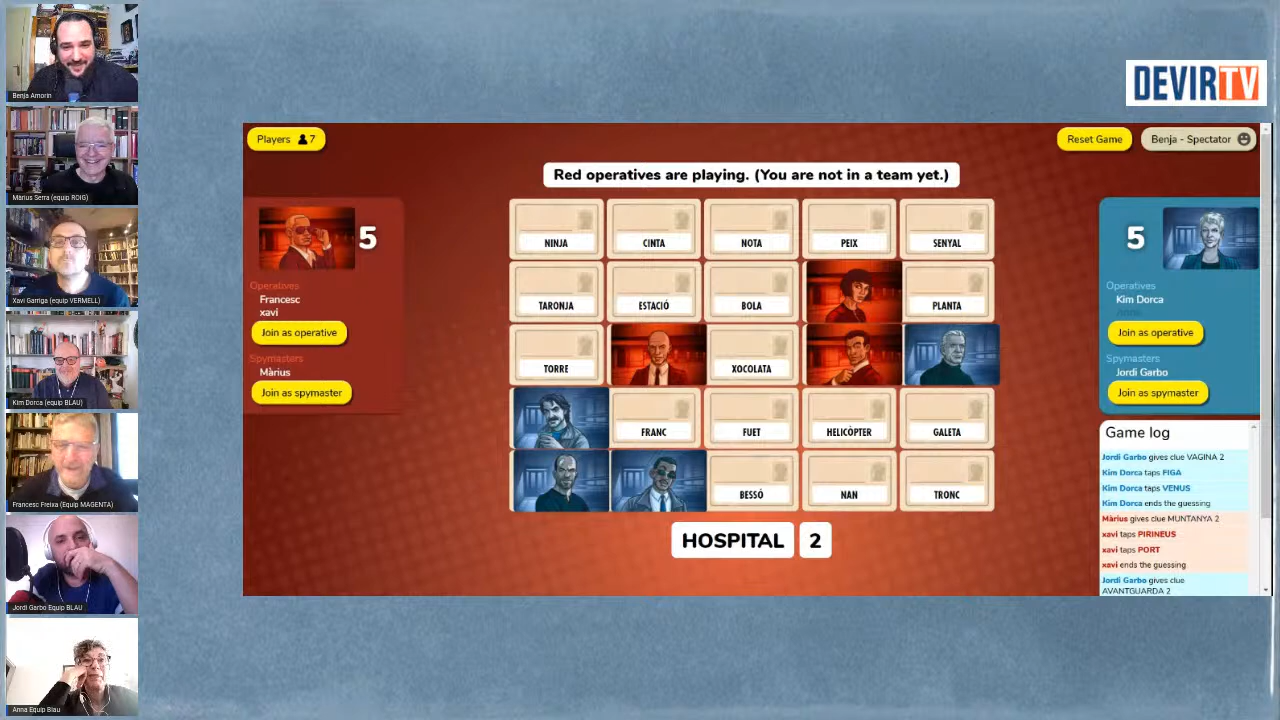 Benja Amorin
Màrius Serra (equip ROIG)
Xavi Garriga (equip VERMELL)
Kim Dorca (equip BLAU)
Francesc Freixa (Equip MAGENTA)
Jordi Garbo Equip BLAU
Anna Equip Blau
DEVIRTV
Players 7
Reset Game
Benja - Spectator
Red operatives are playing. (You are not in a team yet.)
5
Operatives
Francesc
xavi
Join as operative
Spymasters
Màrius
Join as spymaster
NINJA
CINTA
NOTA
PEIX
SENYAL
TARONJA
ESTACIÓ
BOLA
PLANTA
TORRE
XOCOLATA
FRANC
FUET
HELICÒPTER
GALETA
BESSÓ
NAN
TRONC
HOSPITAL 2
5
Operatives
Kim Dorca
Anna
Join as operative
Spymasters
Jordi Garbo
Join as spymaster
Game log
Jordi Garbo gives clue VAGINA 2
Kim Dorca taps FIGA
Kim Dorca taps VENUS
Kim Dorca ends the guessing
Màrius gives clue MUNTANYA 2
xavi taps PIRINEUS
xavi taps PORT
xavi ends the guessing
Jordi Garbo gives clue
AVANTGUARDA 2